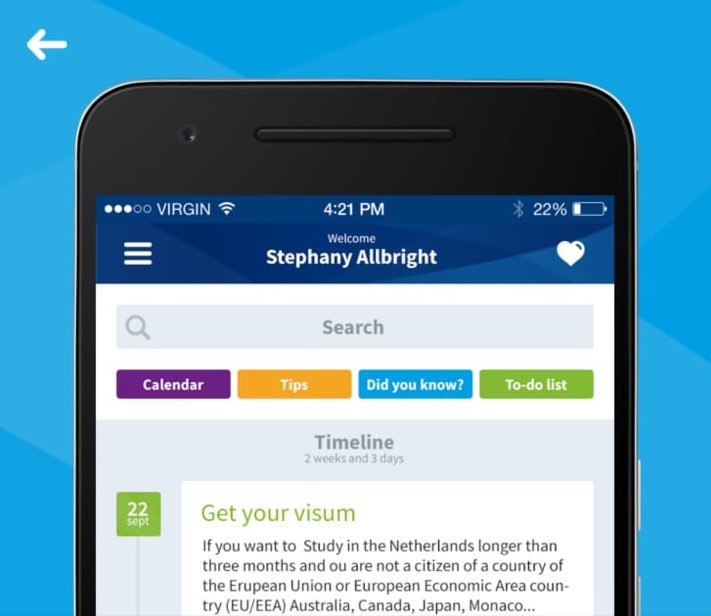 VIRGIN 4:21 PM 22%
Welcome
Stephany Allbright
Search
Calendar Tips Did you know? To-do list
Timeline
2 weeks and 3 days
22
sept
Get your visum
If you want to Study in the Netherlands longer than
three months and ou are not a citizen of a country of
the Erupean Union or European Economic Area coun-
try (EU/EEA) Australia, Canada, Japan, Monaco...